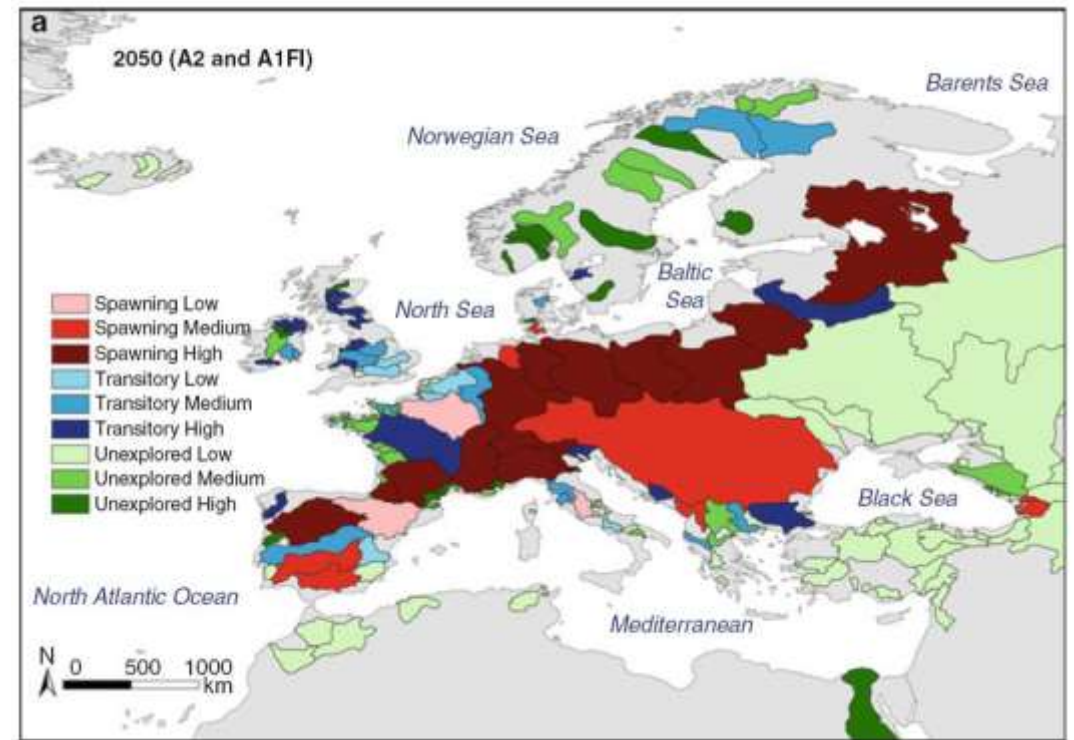 a
2050 (A2 and A1FI)
Barents Sea
Norwegian Sea
Baltic
Sea
North Sea
Spawning Low
Spawning Medium
Spawning High
Transitory Low
Transitory Medium
Transitory High
Unexplored Low
Unexplored Medium
Unexplored High
Black Sea
North Atlantic Ocean
Mediterranean
N
0 500 1000
km